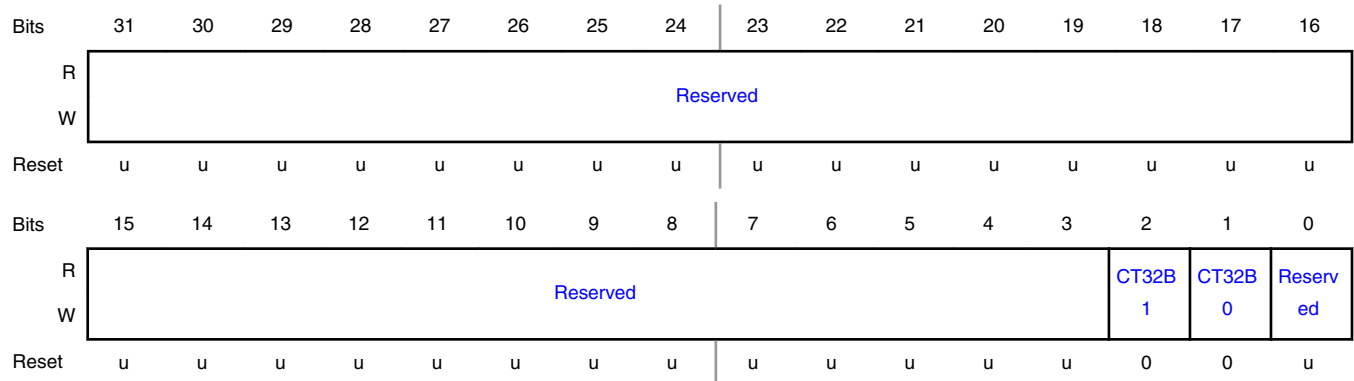 Bits 31 30 29 28 27 26 25 24 23 22 21 20 19 18 17 16
R
Reserved
W
Reset u u u u u u u u u u u u u u u u
Bits 15 14 13 12 11 10 9 8 7 6 5 4 3 2 1 0
R CT32B CT32B Reserv
Reserved
W 1 0 ed
Reset u u u u u u u u u u u u u 0 0 u